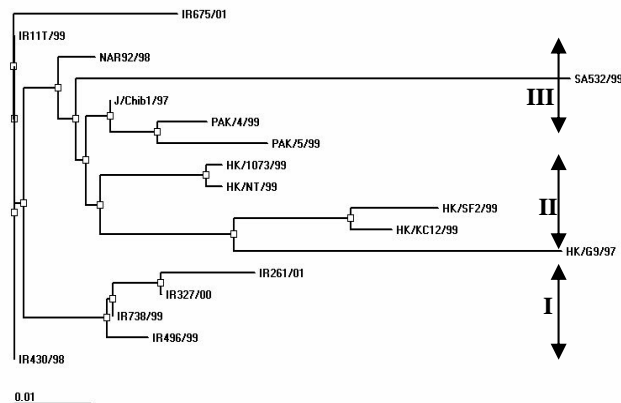 IR675/01
IR11T/99
NAR92/98
SA532/99
III
J/Chib1/97
PAK/4/99
PAK/5/99
HK/1073/99
HK/NT/99
II
HK/SF2/99
HK/KC12/99
HK/G9/97
IR261/01
IR327/00
I
IR738/99
IR496/99
IR430/98
0.01